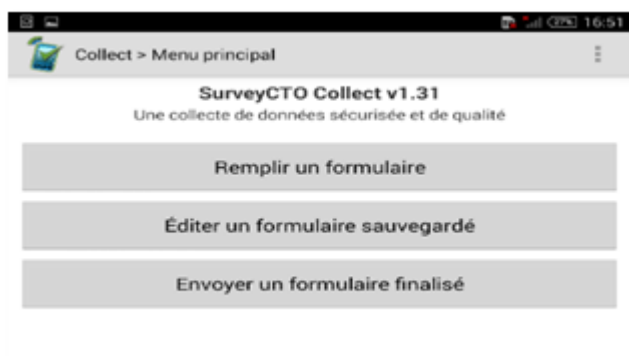 27% 16:51
Collect > Menu principal
SurveyCTO Collect v1.31
Une collecte de données sécurisée et de qualité
Remplir un formulaire
Éditer un formulaire sauvegardé
Envoyer un formulaire finalisé